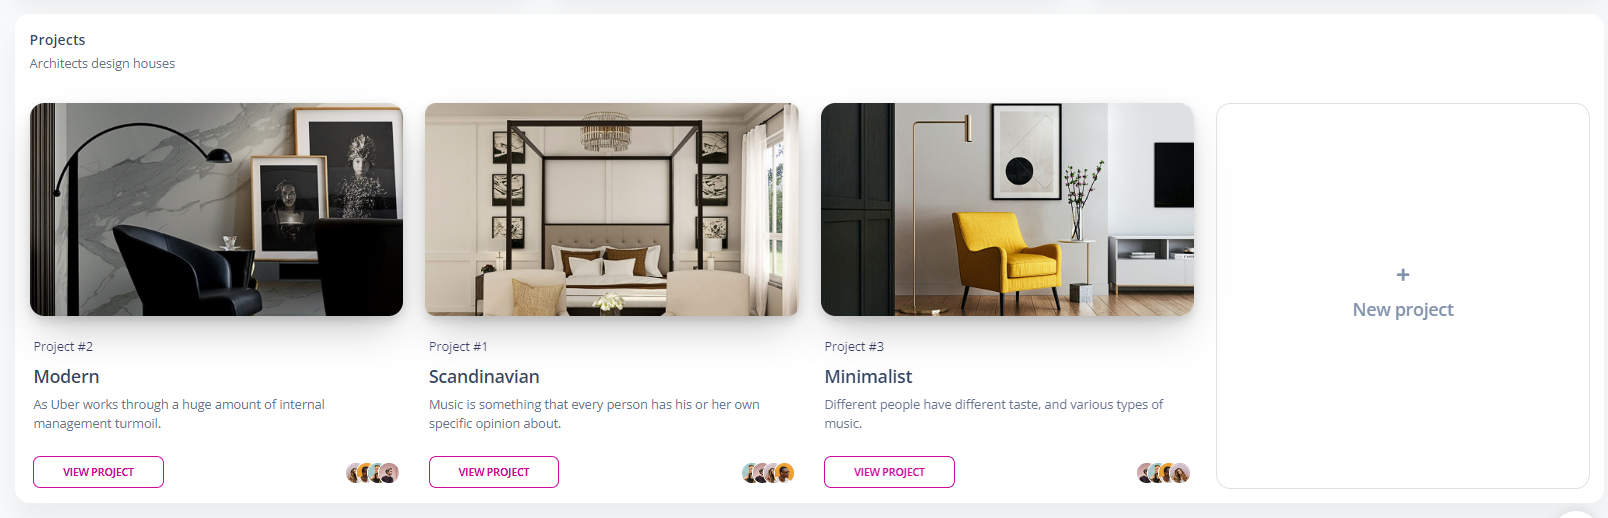 Projects
Architects design houses
Project #2
Modern
As Uber works through a huge amount of internal
management turmoil.
VIEW PROJECT
Project #1
Scandinavian
Music is something that every person has his or her own
specific opinion about.
VIEW PROJECT
Project #3
Minimalist
Different people have different taste, and various types of
music.
VIEW PROJECT
+
New project